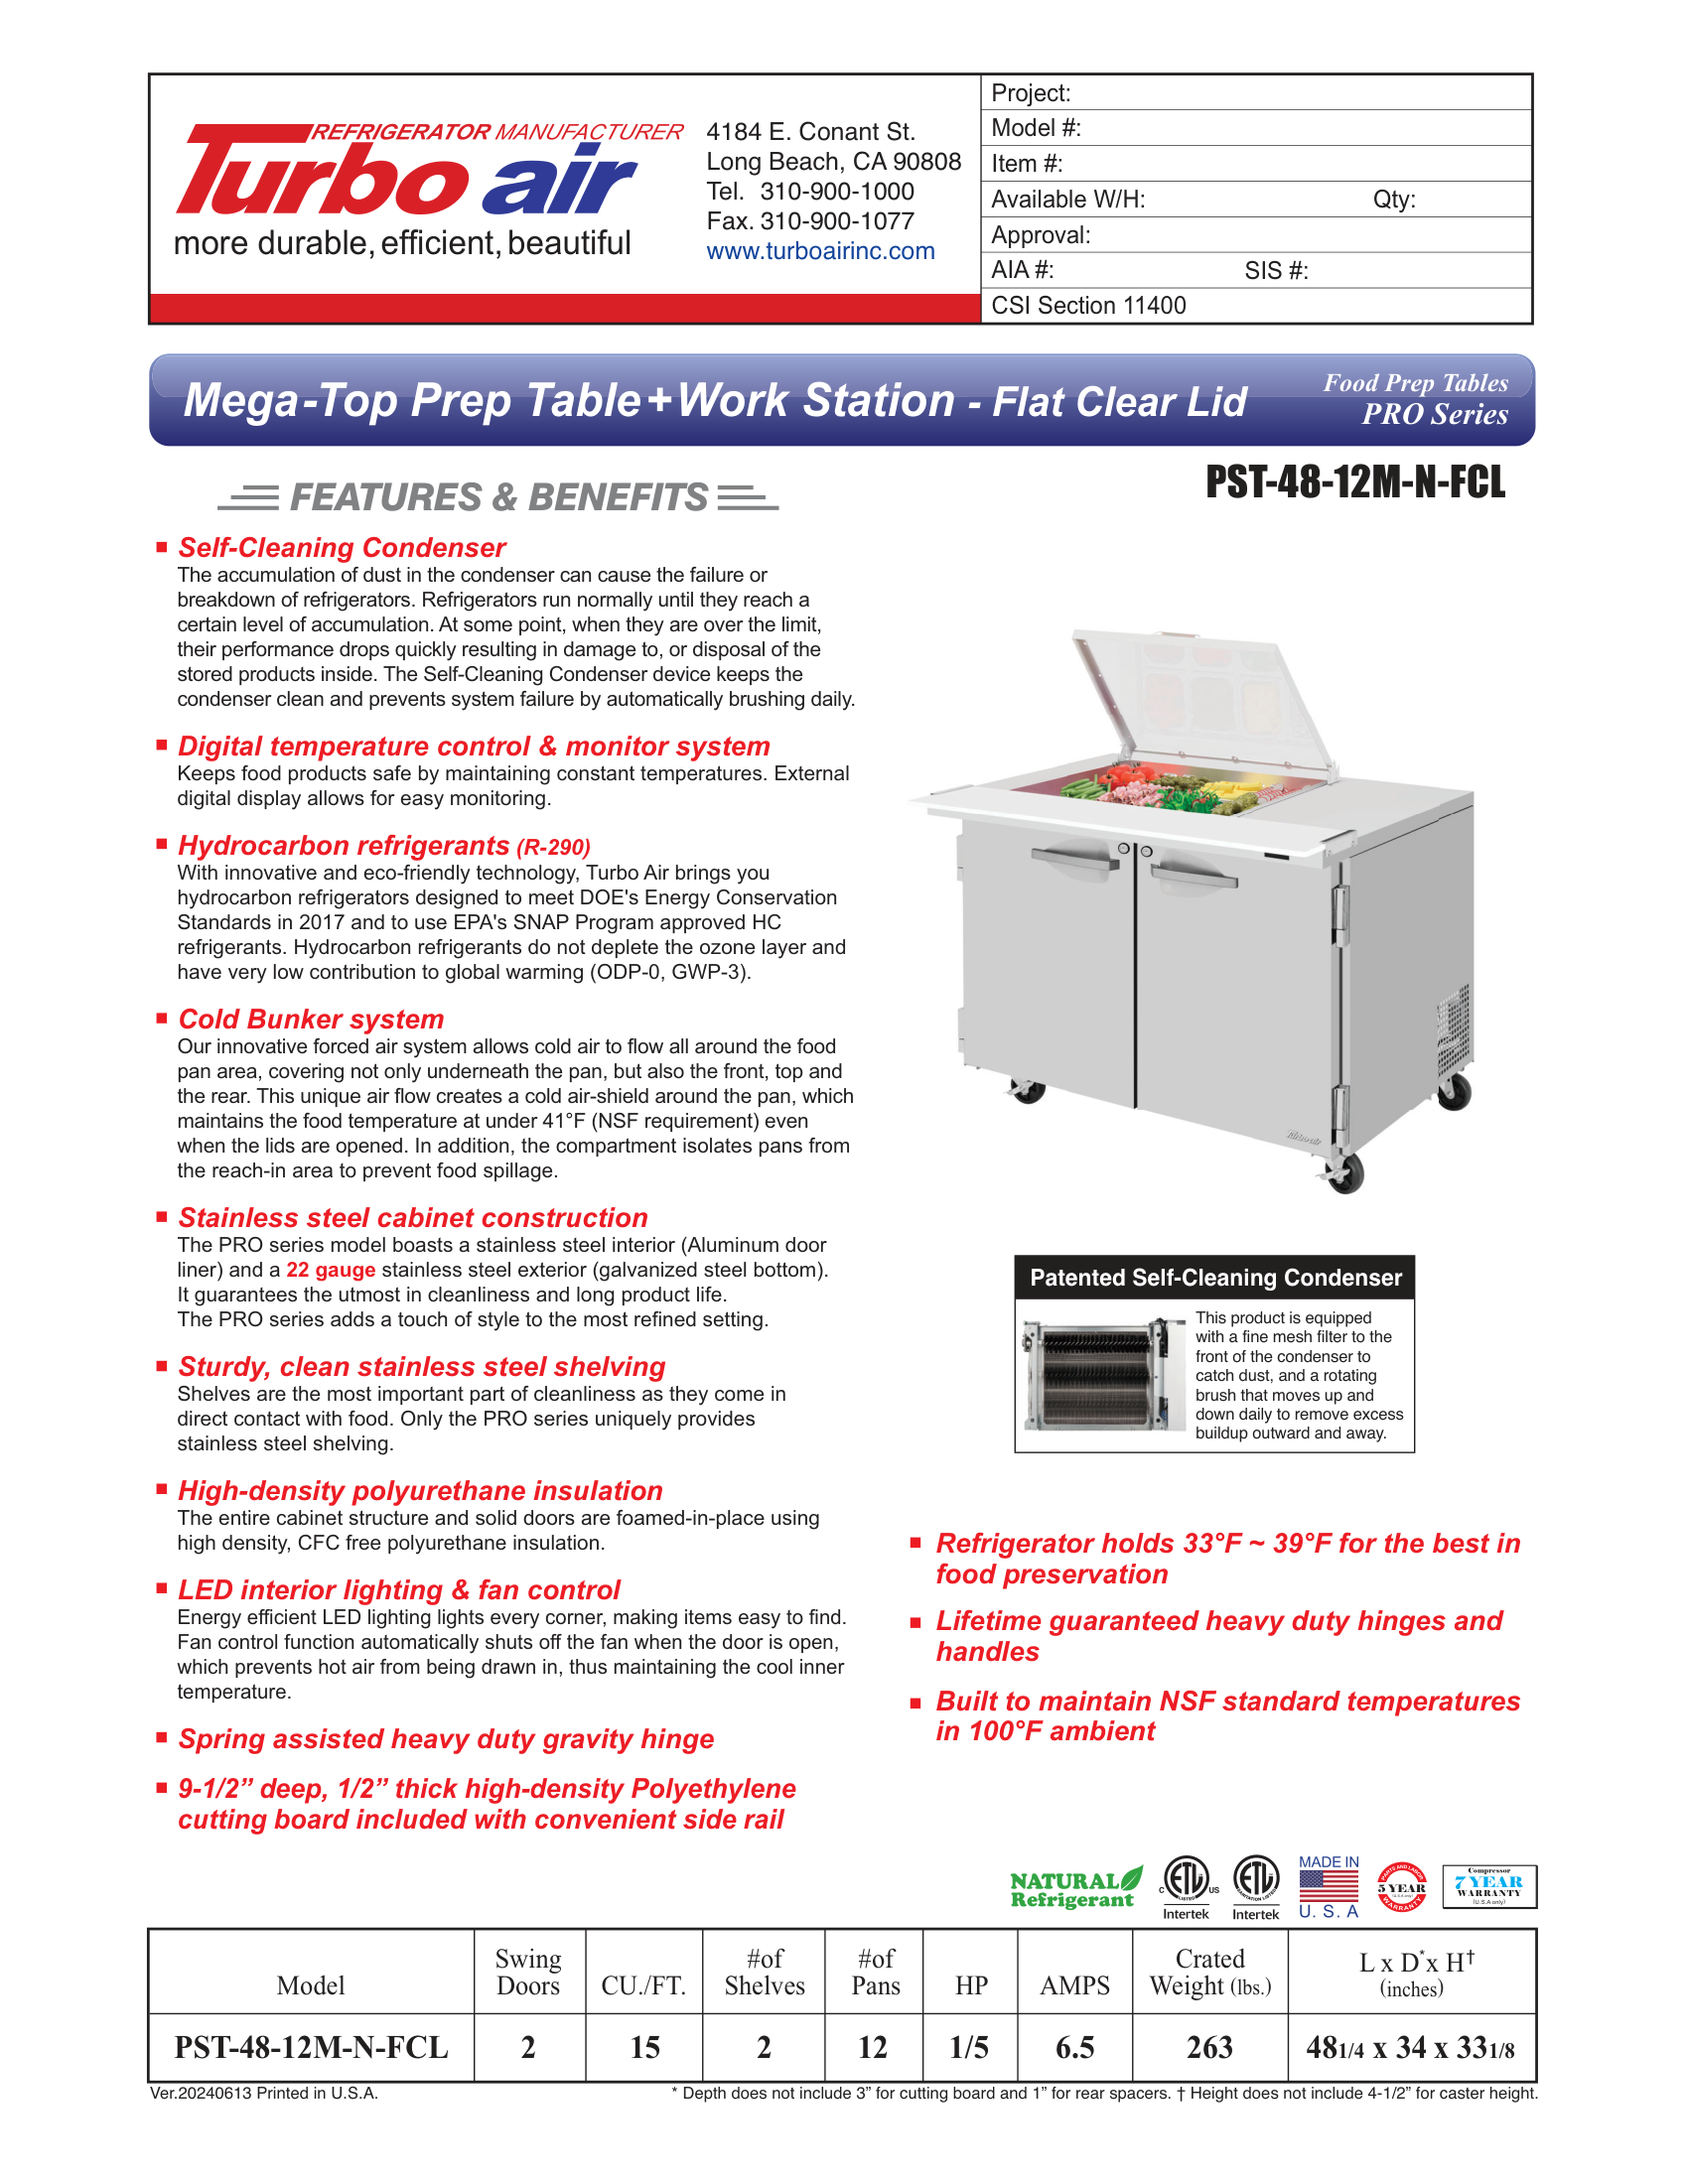 REFRIGERATOR MANUFACTURER
Turbo air
more durable, efficient, beautiful
4184 E. Conant St.
Long Beach, CA 90808
Tel. 310-900-1000
Fax. 310-900-1077
www.turboairinc.com
Project:
Model #:
Item #:
Available W/H: Qty:
Approval:
AIA #: SIS #:
CSI Section 11400
Mega-Top Prep Table+Work Station - Flat Clear Lid
Food Prep Tables
PRO Series
PST-48-12M-N-FCL
FEATURES & BENEFITS
Self-Cleaning Condenser
The accumulation of dust in the condenser can cause the failure or
breakdown of refrigerators. Refrigerators run normally until they reach a
certain level of accumulation. At some point, when they are over the limit,
their performance drops quickly resulting in damage to, or disposal of the
stored products inside. The Self-Cleaning Condenser device keeps the
condenser clean and prevents system failure by automatically brushing daily.
Digital temperature control & monitor system
Keeps food products safe by maintaining constant temperatures. External
digital display allows for easy monitoring.
Hydrocarbon refrigerants (R-290)
With innovative and eco-friendly technology, Turbo Air brings you
hydrocarbon refrigerators designed to meet DOE's Energy Conservation
Standards in 2017 and to use EPA's SNAP Program approved HC
refrigerants. Hydrocarbon refrigerants do not deplete the ozone layer and
have very low contribution to global warming (ODP-0, GWP-3).
Cold Bunker system
Our innovative forced air system allows cold air to flow all around the food
pan area, covering not only underneath the pan, but also the front, top and
the rear. This unique air flow creates a cold air-shield around the pan, which
maintains the food temperature at under 41°F (NSF requirement) even
when the lids are opened. In addition, the compartment isolates pans from
the reach-in area to prevent food spillage.
Stainless steel cabinet construction
The PRO series model boasts a stainless steel interior (Aluminum door
liner) and a 22 gauge stainless steel exterior (galvanized steel bottom).
It guarantees the utmost in cleanliness and long product life.
The PRO series adds a touch of style to the most refined setting.
Sturdy, clean stainless steel shelving
Shelves are the most important part of cleanliness as they come in
direct contact with food. Only the PRO series uniquely provides
stainless steel shelving.
High-density polyurethane insulation
The entire cabinet structure and solid doors are foamed-in-place using
high density, CFC free polyurethane insulation.
LED interior lighting & fan control
Energy efficient LED lighting lights every corner, making items easy to find.
Fan control function automatically shuts off the fan when the door is open,
which prevents hot air from being drawn in, thus maintaining the cool inner
temperature.
Spring assisted heavy duty gravity hinge
9-1/2” deep, 1/2” thick high-density Polyethylene
cutting board included with convenient side rail
Turbo air
Patented Self-Cleaning Condenser
This product is equipped
with a fine mesh filter to the
front of the condenser to
catch dust, and a rotating
brush that moves up and
down daily to remove excess
buildup outward and away.
Refrigerator holds 33°F ~ 39°F for the best in
food preservation
Lifetime guaranteed heavy duty hinges and
handles
Built to maintain NSF standard temperatures
in 100°F ambient
NATURAL
Refrigerant
C ETL US
LISTED
Intertek
ETL
SANITATION LISTED
Intertek
MADE IN
U. S. A
PARTS AND LABOR
5 YEAR
(U.S.A only)
WARRANTY
Compressor
7 YEAR
WARRANTY
(U.S.A only)
Model Swing Doors CU./FT. #of Shelves #of Pans HP AMPS Crated Weight (lbs.) L x D* x H† (inches)
PST-48-12M-N-FCL 2 15 2 12 1/5 6.5 263 481/4 x 34 x 331/8
Ver.20240613 Printed in U.S.A.
* Depth does not include 3” for cutting board and 1” for rear spacers. † Height does not include 4-1/2” for caster height.